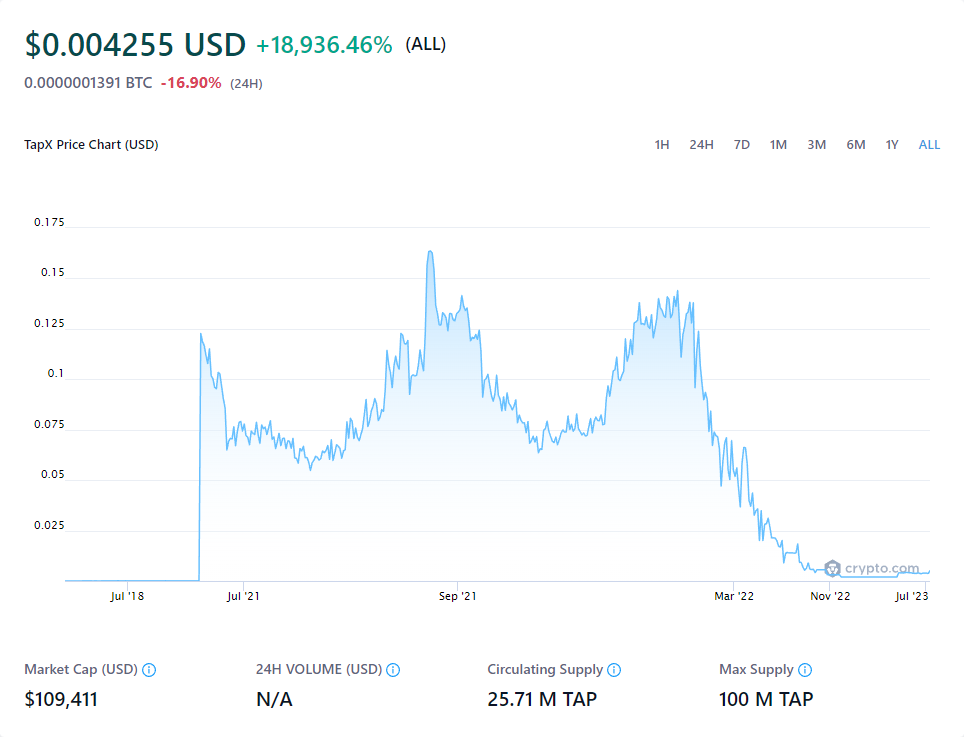 $0.004255 USD +18,936.46% (ALL)
0.0000001391 BTC -16.90% (24H)
TapX Price Chart (USD) 1H 24H 7D 1M 3M 6M 1Y ALL
0.175
0.15
0.125
0.1
0.075
0.05
0.025
crypto.com
Jul '18 Jul '21 Sep '21 Mar '22 Nov '22 Jul '23
Market Cap (USD) 24H VOLUME (USD) Circulating Supply Max Supply
$109,411 N/A 25.71 M TAP 100 M TAP